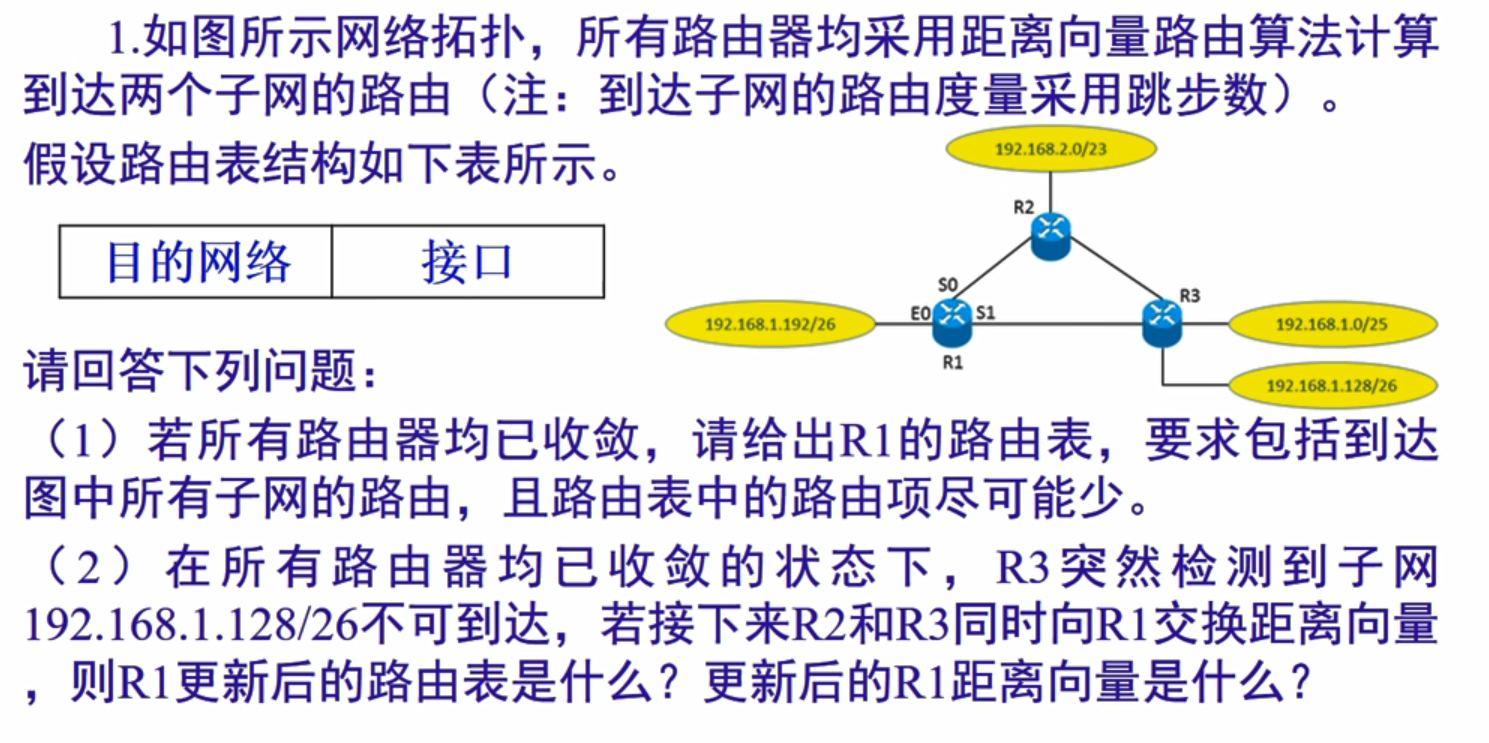 1.如图所示网络拓扑，所有路由器均采用距离向量路由算法计算
到达两个子网的路由（注：到达子网的路由度量采用跳步数）。
假设路由表结构如下表所示。
目的网络 接口
192.168.2.0/23
R2
S0
R3
192.168.1.192/26
E0
S1
192.168.1.0/25
R1
192.168.1.128/26
请回答下列问题：
（1）若所有路由器均已收敛，请给出R1的路由表，要求包括到达
图中所有子网的路由，且路由表中的路由项尽可能少。
（2）在所有路由器均已收敛的状态下，R3突然检测到子网
192.168.1.128/26不可到达，若接下来R2和R3同时向R1交换距离向量
，则R1更新后的路由表是什么？更新后的R1距离向量是什么？